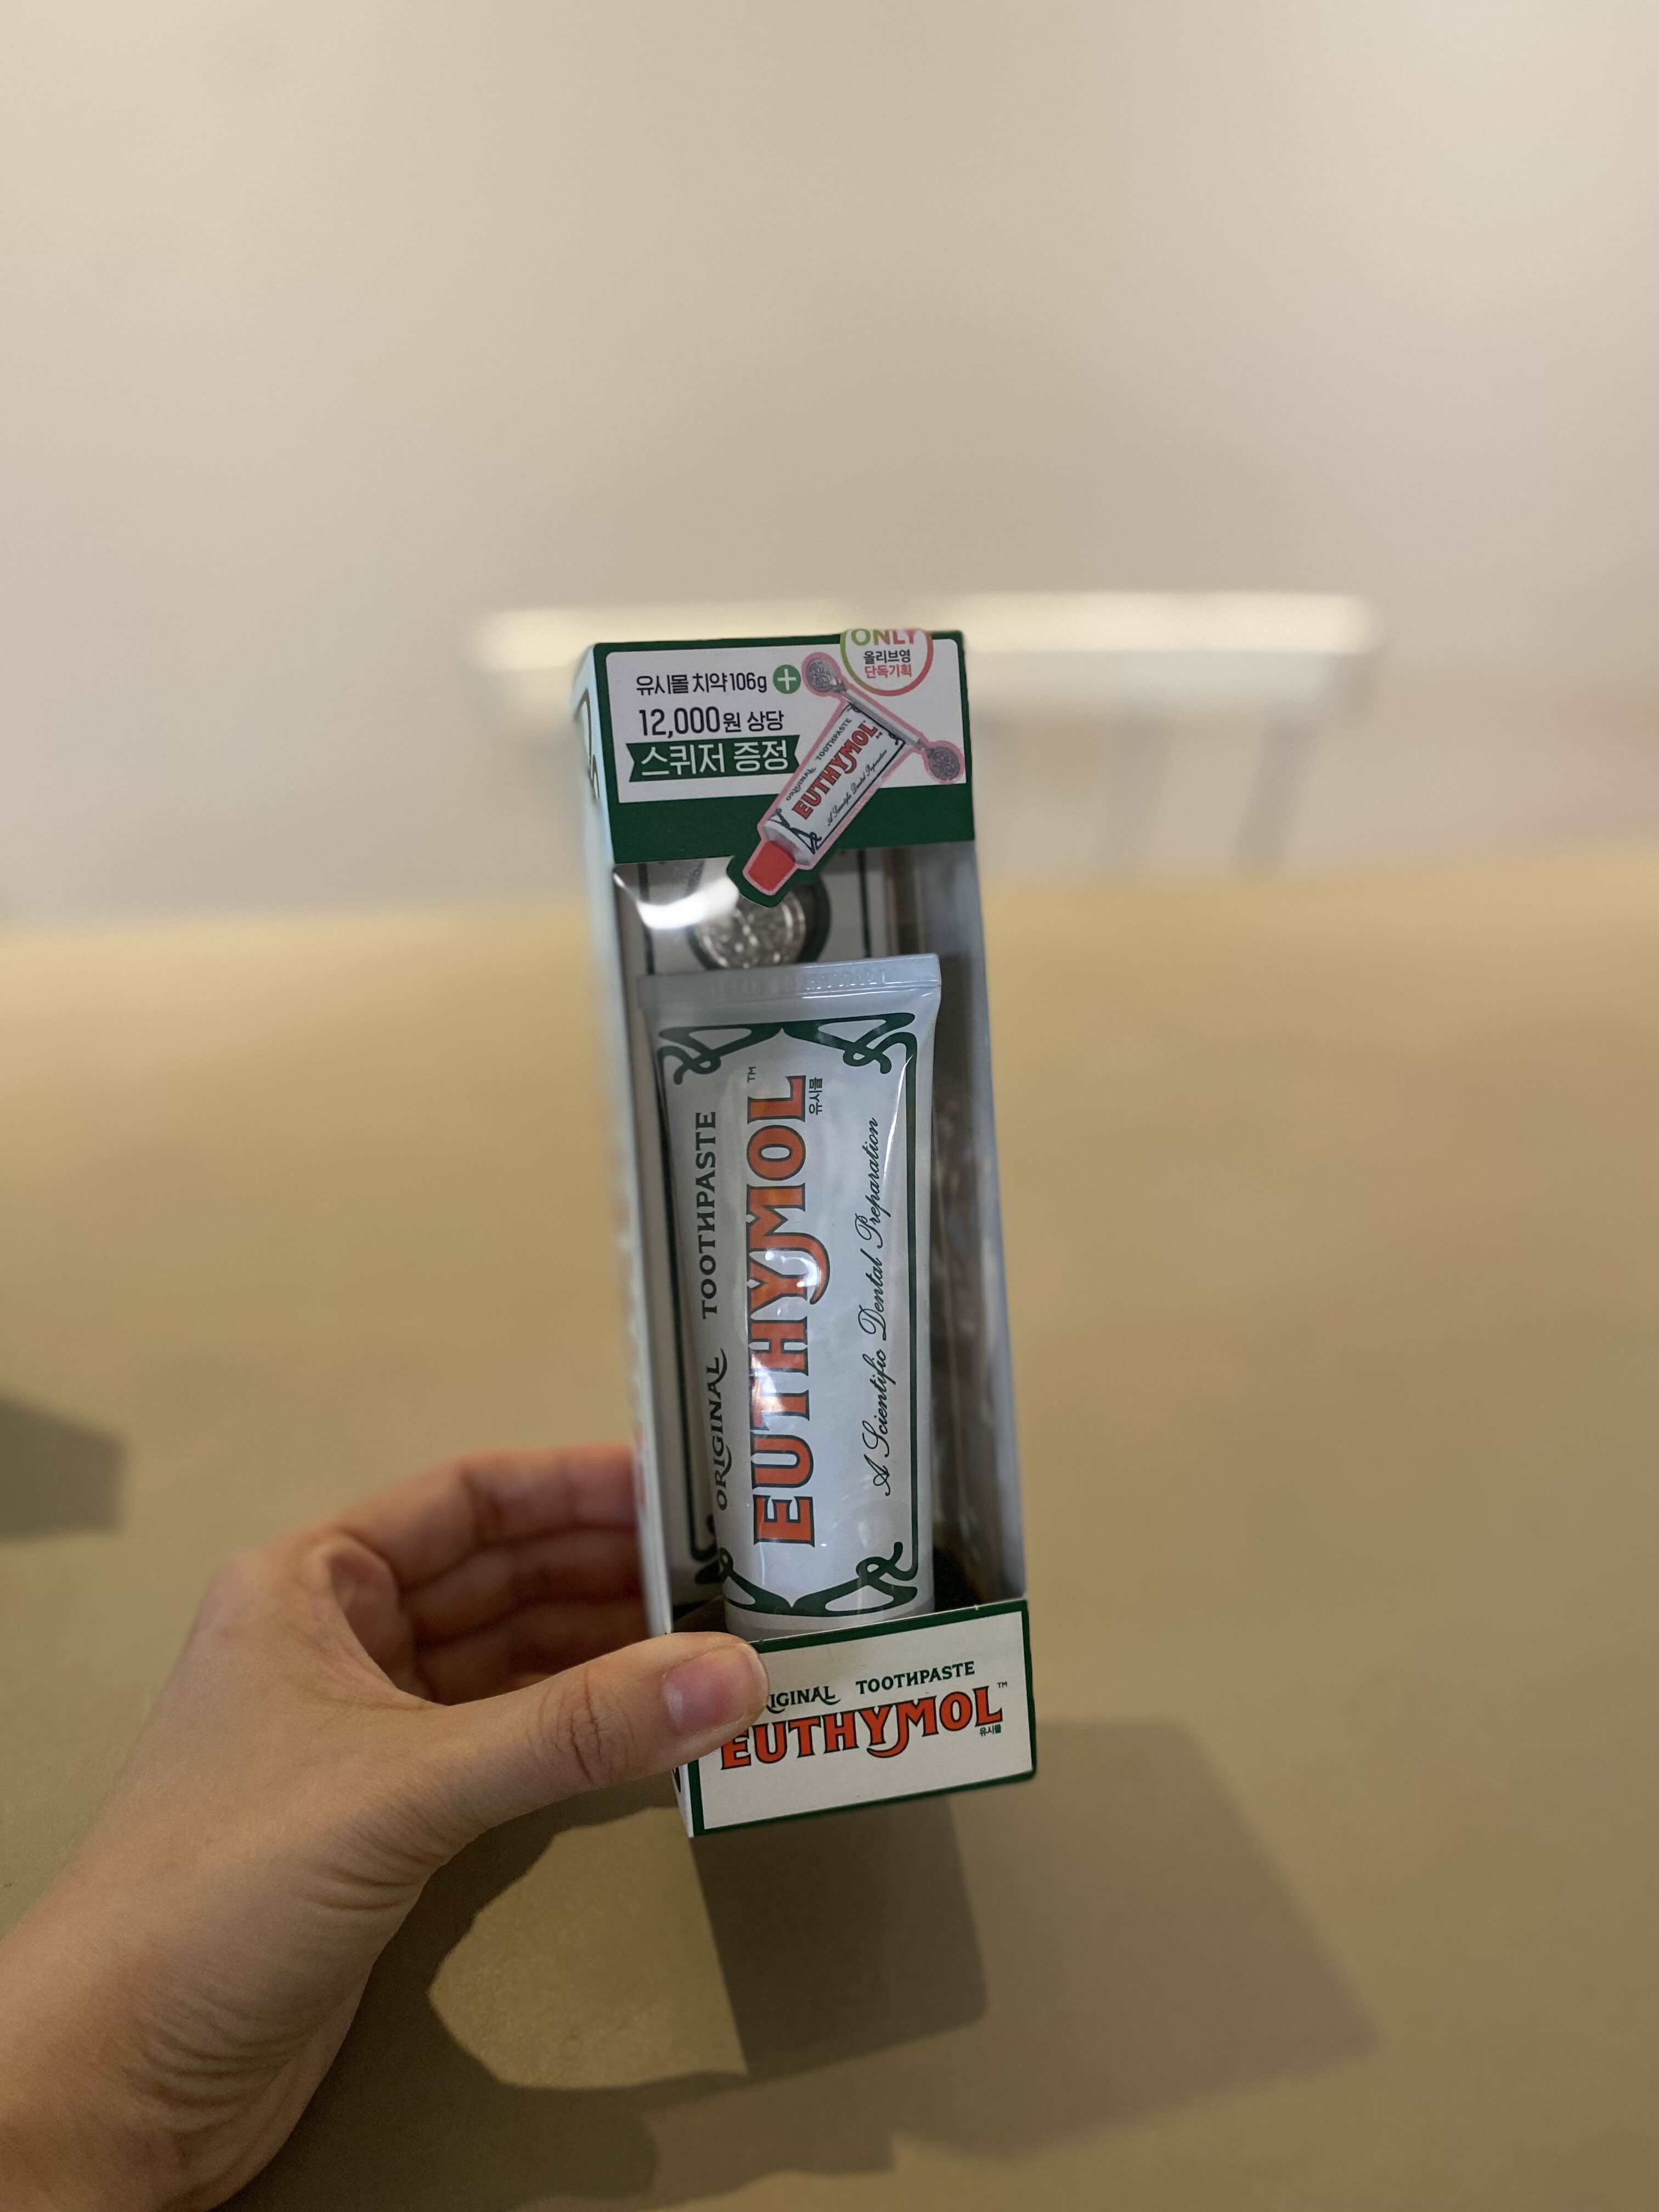 ONLY
올리브영
단독기획
유시몰 치약 106g +
12,000원 상당
스퀴저 증정
ORIGINAL TOOTHPASTE
EUTHYMOL
A Scientific Dental Preparation
ORIGINAL TOOTHPASTE
EUTHYMOL™
유시몰
A Scientific Dental Preparation
IGINAL TOOTHPASTE
EUTHYMOL™
유시몰